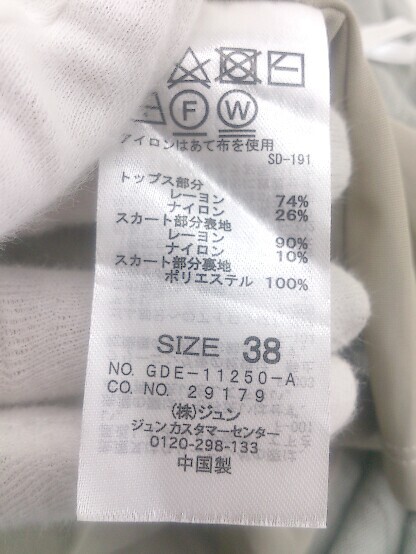 F W
アイロンはあて布を使用
SD-191
トップス部分
レーヨン 74%
ナイロン 26%
スカート部分表地
レーヨン 90%
ナイロン 10%
スカート部分裏地
ポリエステル 100%
SIZE 38
NO. GDE-11250-A
CO. NO. 29179
(株)ジュン
ジュンカスタマーセンター
0120-298-133
中国製